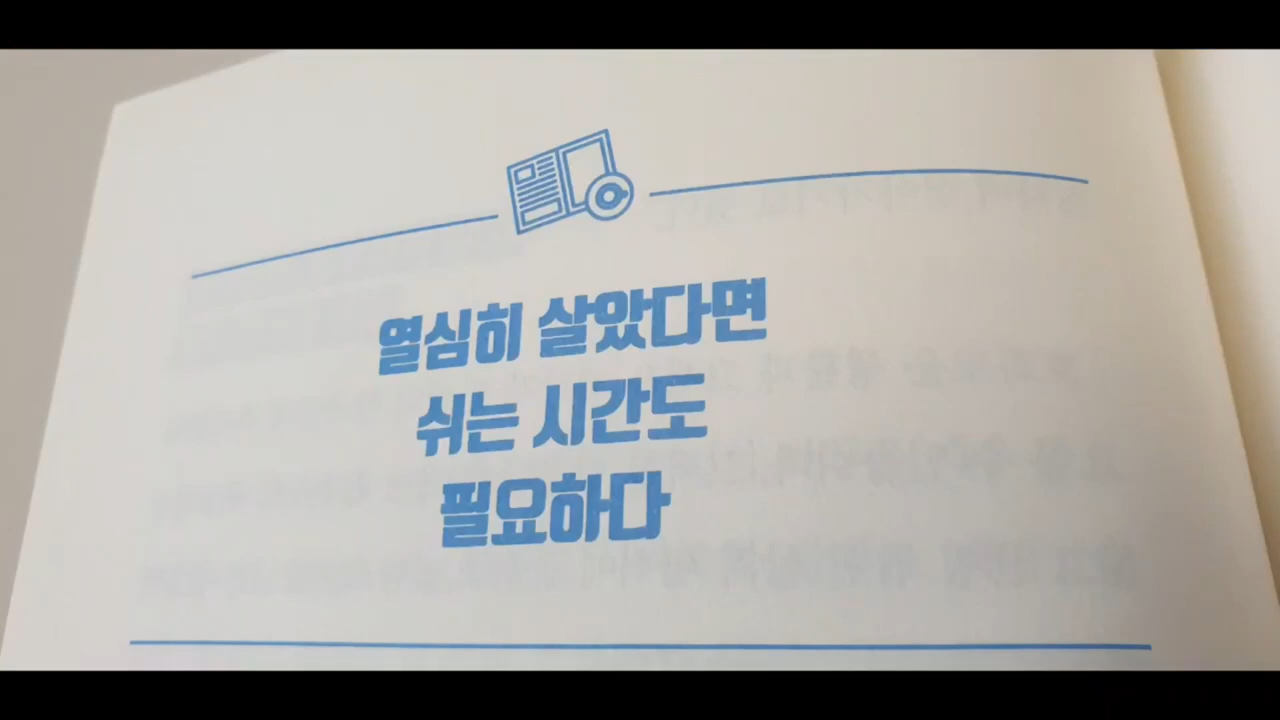 열심히 살았다면
쉬는 시간도
필요하다